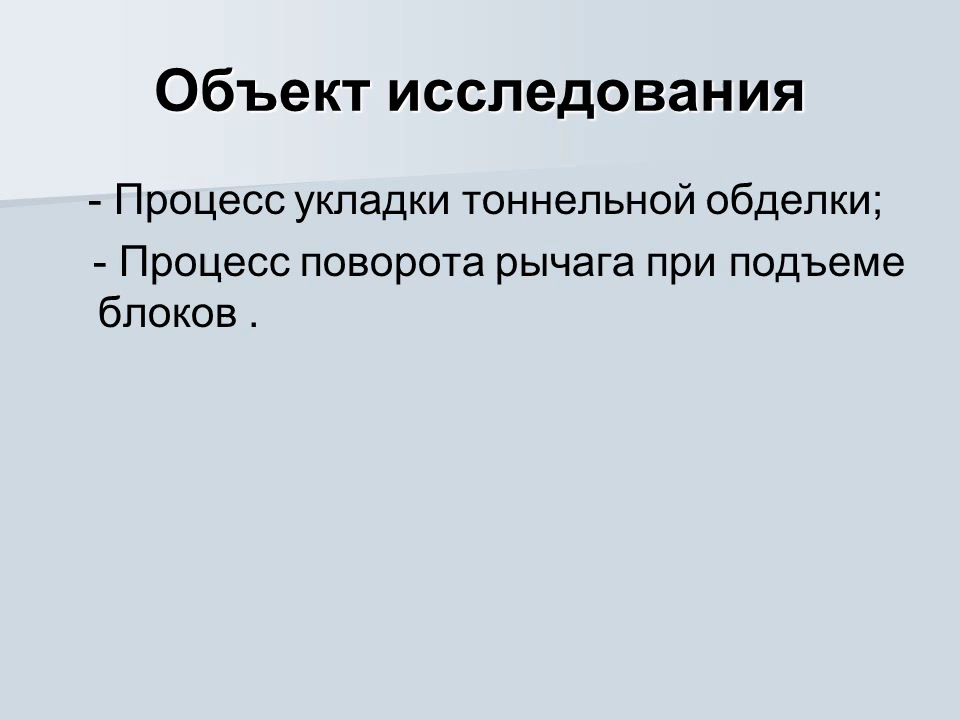 Объект исследования
- Процесс укладки тоннельной обделки;
- Процесс поворота рычага при подъеме
блоков .